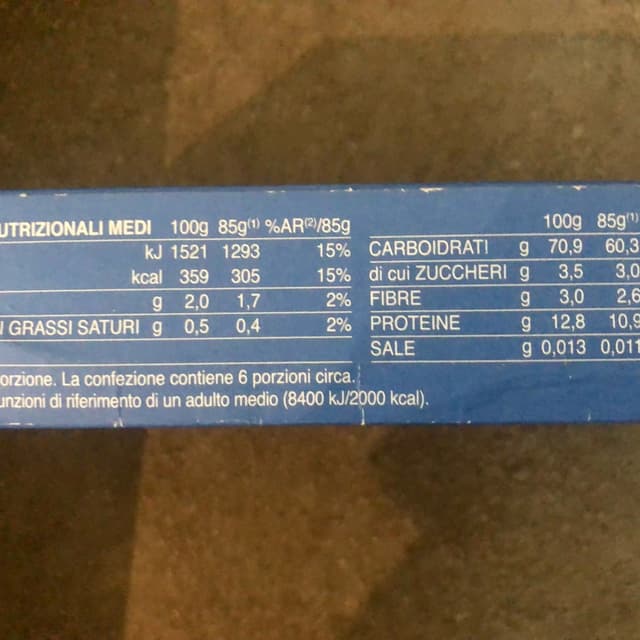 UTRIZIONALI MEDI 100g 85g(1) %AR(2)/85g
kJ 1521 1293 15%
kcal 359 305 15%
g 2,0 1,7 2%
I GRASSI SATURI g 0,5 0,4 2%
orzione. La confezione contiene 6 porzioni circa.
unzioni di riferimento di un adulto medio (8400 kJ/2000 kcal).
100g 85g(1)
CARBOIDRATI g 70,9 60,3
di cui ZUCCHERI g 3,5 3,0
FIBRE g 3,0 2,6
PROTEINE g 12,8 10,9
SALE g 0,013 0,011